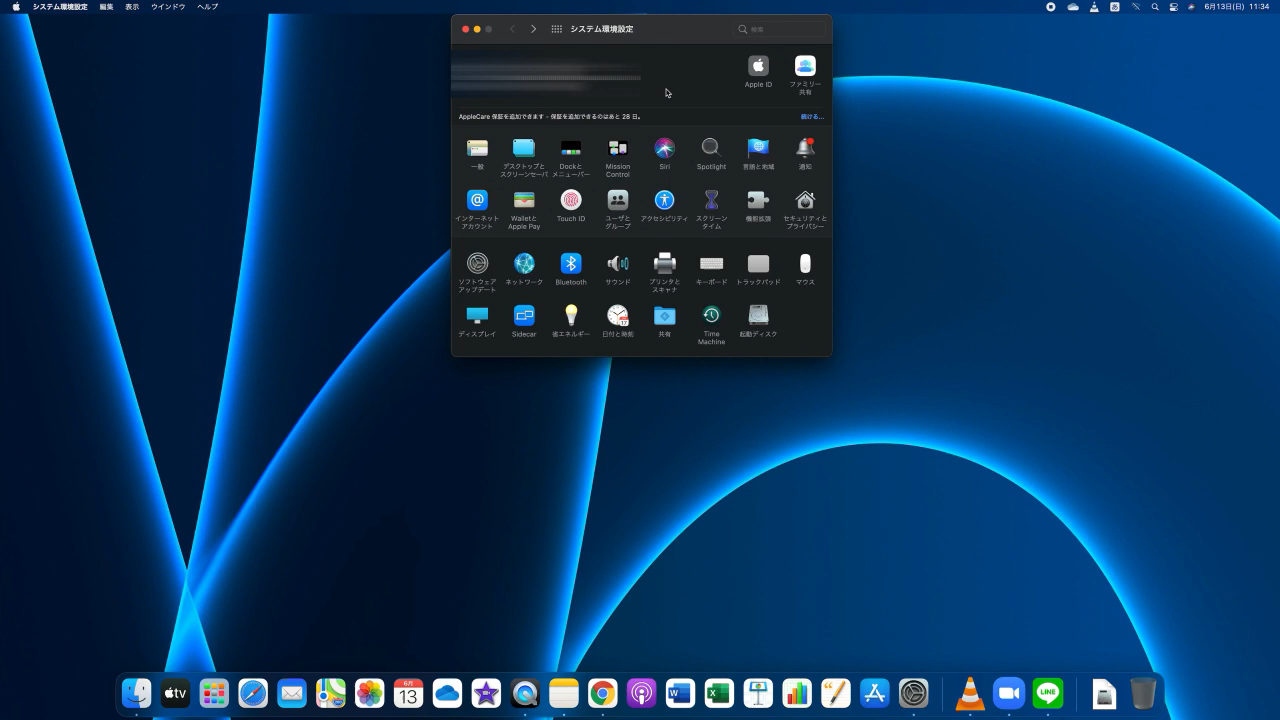 システム環境設定 編集 表示 ウインドウ ヘルプ
あ
6月13日(日) 11:34
システム環境設定
検索
Apple ID
ファミリー
共有
AppleCare 保証を追加できます - 保証を追加できるのはあと 28 日。
続ける...
一般
デスクトップと
スクリーンセーバ
Dockと
メニューバー
Mission
Control
Siri
Spotlight
言語と地域
通知
インターネット
アカウント
Walletと
Apple Pay
Touch ID
ユーザとグループ
アクセシビリティ
スクリーン
タイム
機能拡張
セキュリティと
プライバシー
ソフトウェア
アップデート
ネットワーク
Bluetooth
サウンド
プリンタと
スキャナ
キーボード
トラックパッド
マウス
ディスプレイ
Sidecar
省エネルギー
17
日付と時刻
共有
Time
Machine
起動ディスク
tv
6月
13
W
X
LINE